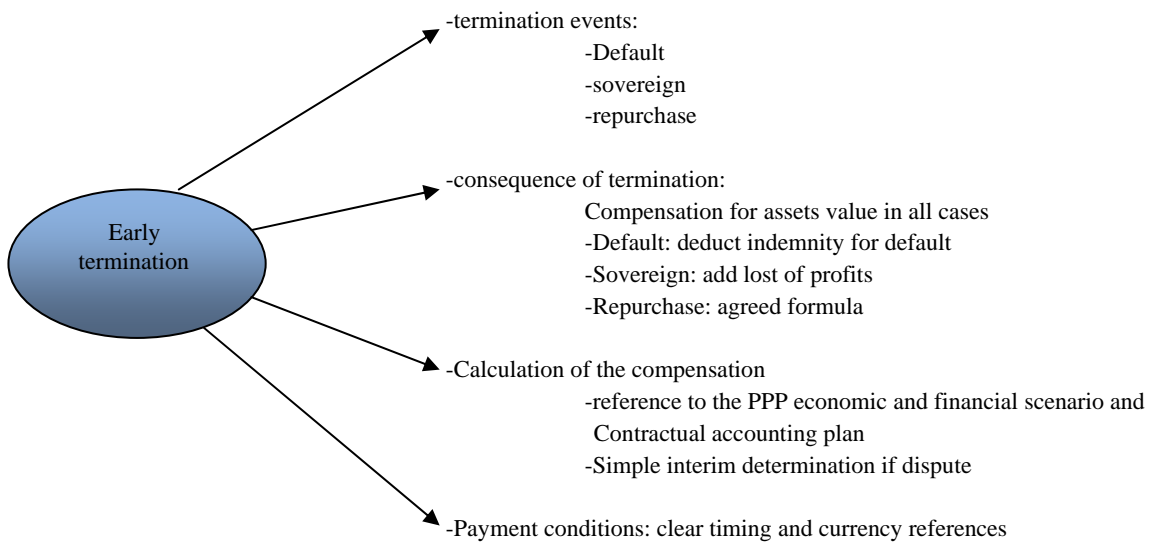 -termination events:
-Default
-sovereign
-repurchase
-consequence of termination:
Compensation for assets value in all cases
-Default: deduct indemnity for default
-Sovereign: add lost of profits
-Repurchase: agreed formula
Early
termination
-Calculation of the compensation
-reference to the PPP economic and financial scenario and
Contractual accounting plan
-Simple interim determination if dispute
-Payment conditions: clear timing and currency references